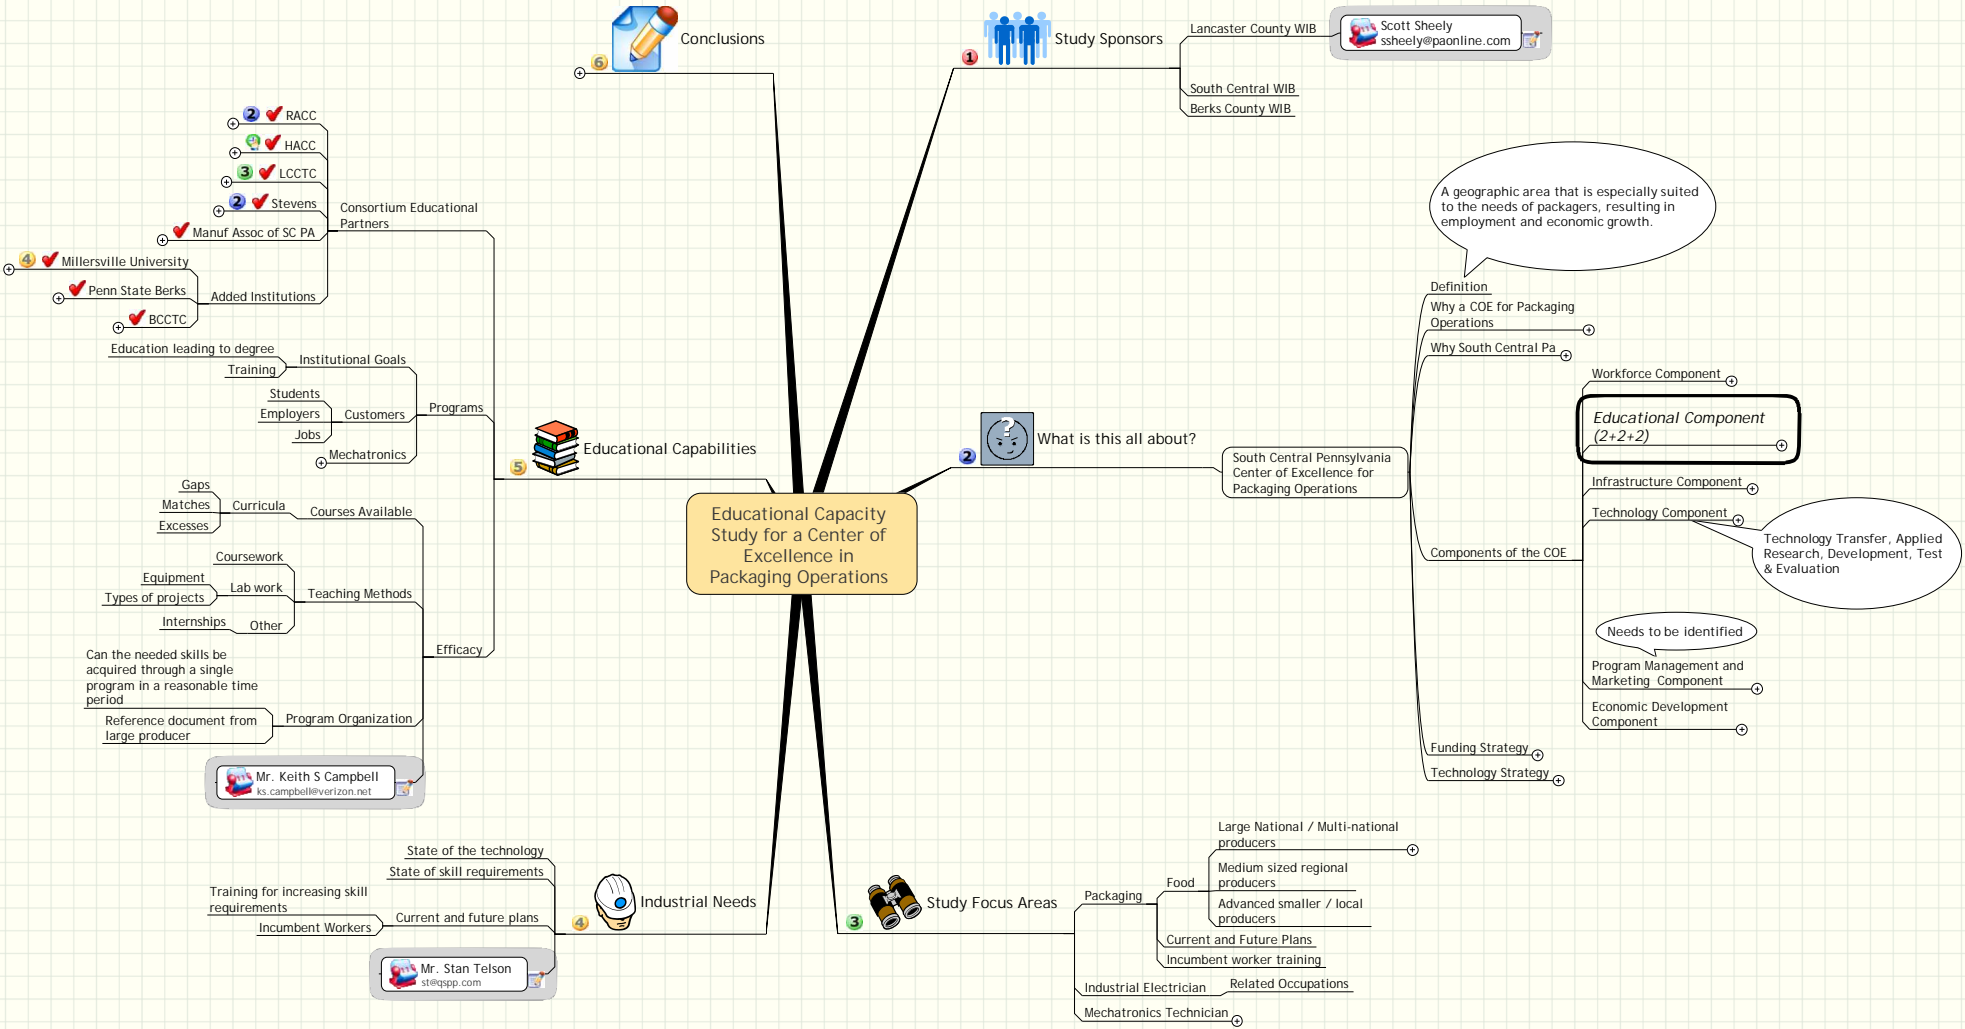 Educational Capacity
Study for a Center of
Excellence in
Packaging Operations
1
Study Sponsors
Lancaster County WIB
Scott Sheely
ssheely@paonline.com
South Central WIB
Berks County WIB
2
?
What is this all about?
South Central Pennsylvania
Center of Excellence for
Packaging Operations
A geographic area that is especially suited
to the needs of packagers, resulting in
employment and economic growth.
Definition
Why a COE for Packaging
Operations
Why South Central Pa
Components of the COE
Workforce Component
Educational Component
(2+2+2)
Infrastructure Component
Technology Component
Technology Transfer, Applied
Research, Development, Test
& Evaluation
Needs to be identified
Program Management and
Marketing Component
Economic Development
Component
Funding Strategy
Technology Strategy
3
Study Focus Areas
Packaging
Food
Large National / Multi-national
producers
Medium sized regional
producers
Advanced smaller / local
producers
Current and Future Plans
Incumbent worker training
Industrial Electrician
Related Occupations
Mechatronics Technician
4
Industrial Needs
State of the technology
State of skill requirements
Current and future plans
Training for increasing skill
requirements
Incumbent Workers
Mr. Stan Telson
st@qspp.com
5
Educational Capabilities
Consortium Educational
Partners
2 RACC
HACC
3 LCCTC
2 Stevens
Manuf Assoc of SC PA
Added Institutions
4 Millersville University
Penn State Berks
BCCTC
Programs
Institutional Goals
Education leading to degree
Training
Customers
Students
Employers
Jobs
Mechatronics
Efficacy
Courses Available
Curricula
Gaps
Matches
Excesses
Teaching Methods
Coursework
Lab work
Equipment
Types of projects
Other
Internships
Program Organization
Can the needed skills be
acquired through a single
program in a reasonable time
period
Reference document from
large producer
Mr. Keith S Campbell
ks.campbell@verizon.net
6
Conclusions